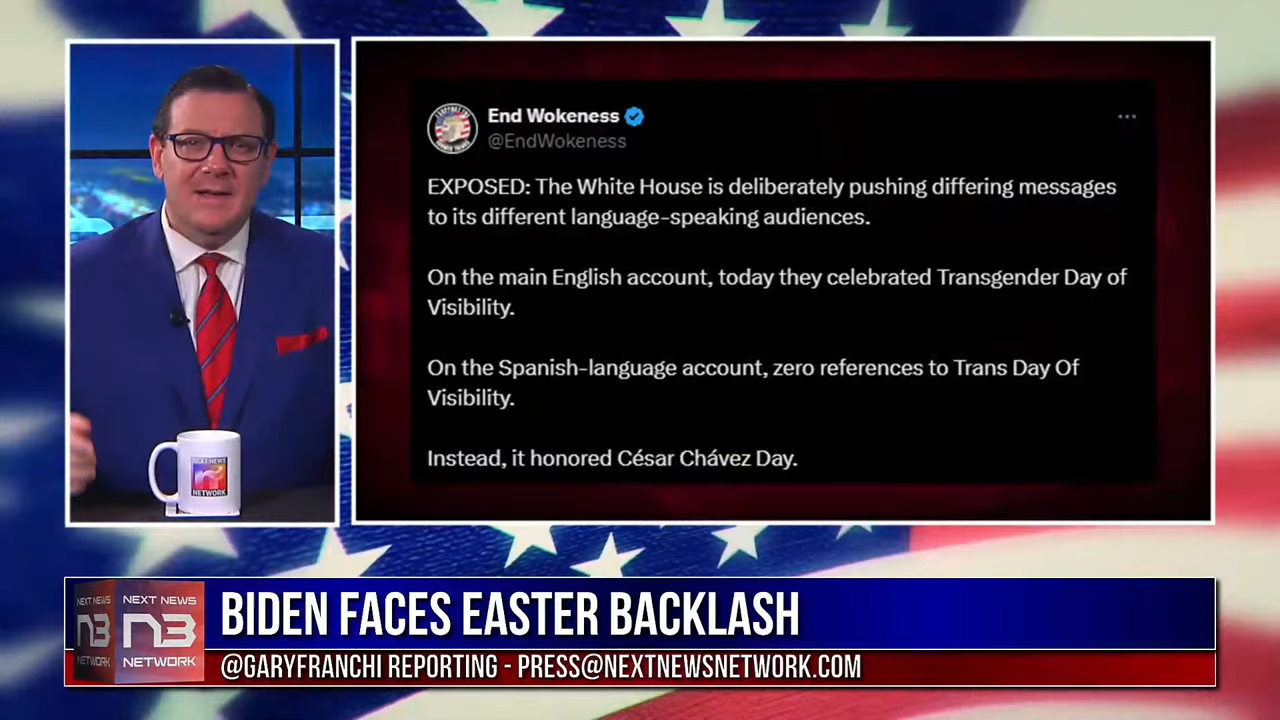 End Wokeness
@EndWokeness
EXPOSED: The White House is deliberately pushing differing messages
to its different language-speaking audiences.
On the main English account, today they celebrated Transgender Day of
Visibility.
On the Spanish-language account, zero references to Trans Day Of
Visibility.
Instead, it honored César Chávez Day.
NETWORK
NEXT NEWS
NETWORK
NEXT NEWS
NETWORK
BIDEN FACES EASTER BACKLASH
@GARYFRANCHI REPORTING - PRESS@NEXTNEWSNETWORK.COM